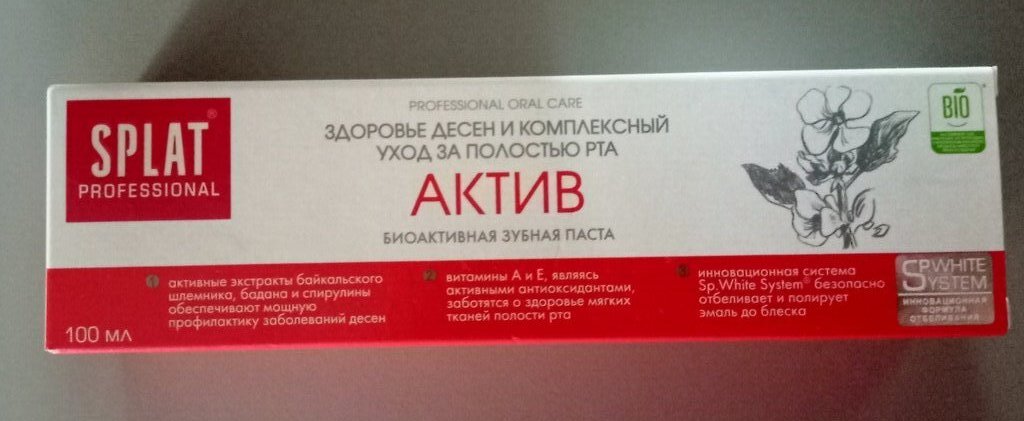 SPLAT®
PROFESSIONAL
PROFESSIONAL ORAL CARE
ЗДОРОВЬЕ ДЕСЕН И КОМПЛЕКСНЫЙ
УХОД ЗА ПОЛОСТЬЮ РТА
АКТИВ
БИОАКТИВНАЯ ЗУБНАЯ ПАСТА
BIO
1 активные экстракты байкальского
шлемника, бадана и спирулины
обеспечивают мощную
профилактику заболеваний десен
2 витамины А и Е, являясь
активными антиоксидантами,
заботятся о здоровье мягких
тканей полости рта
3 инновационная система
Sp.White System® безопасно
отбеливает и полирует
эмаль до блеска
SP.WHITE
SYSTEM
ИННОВАЦИОННАЯ
ФОРМУЛА
ОТБЕЛИВАНИЯ
100 МЛ